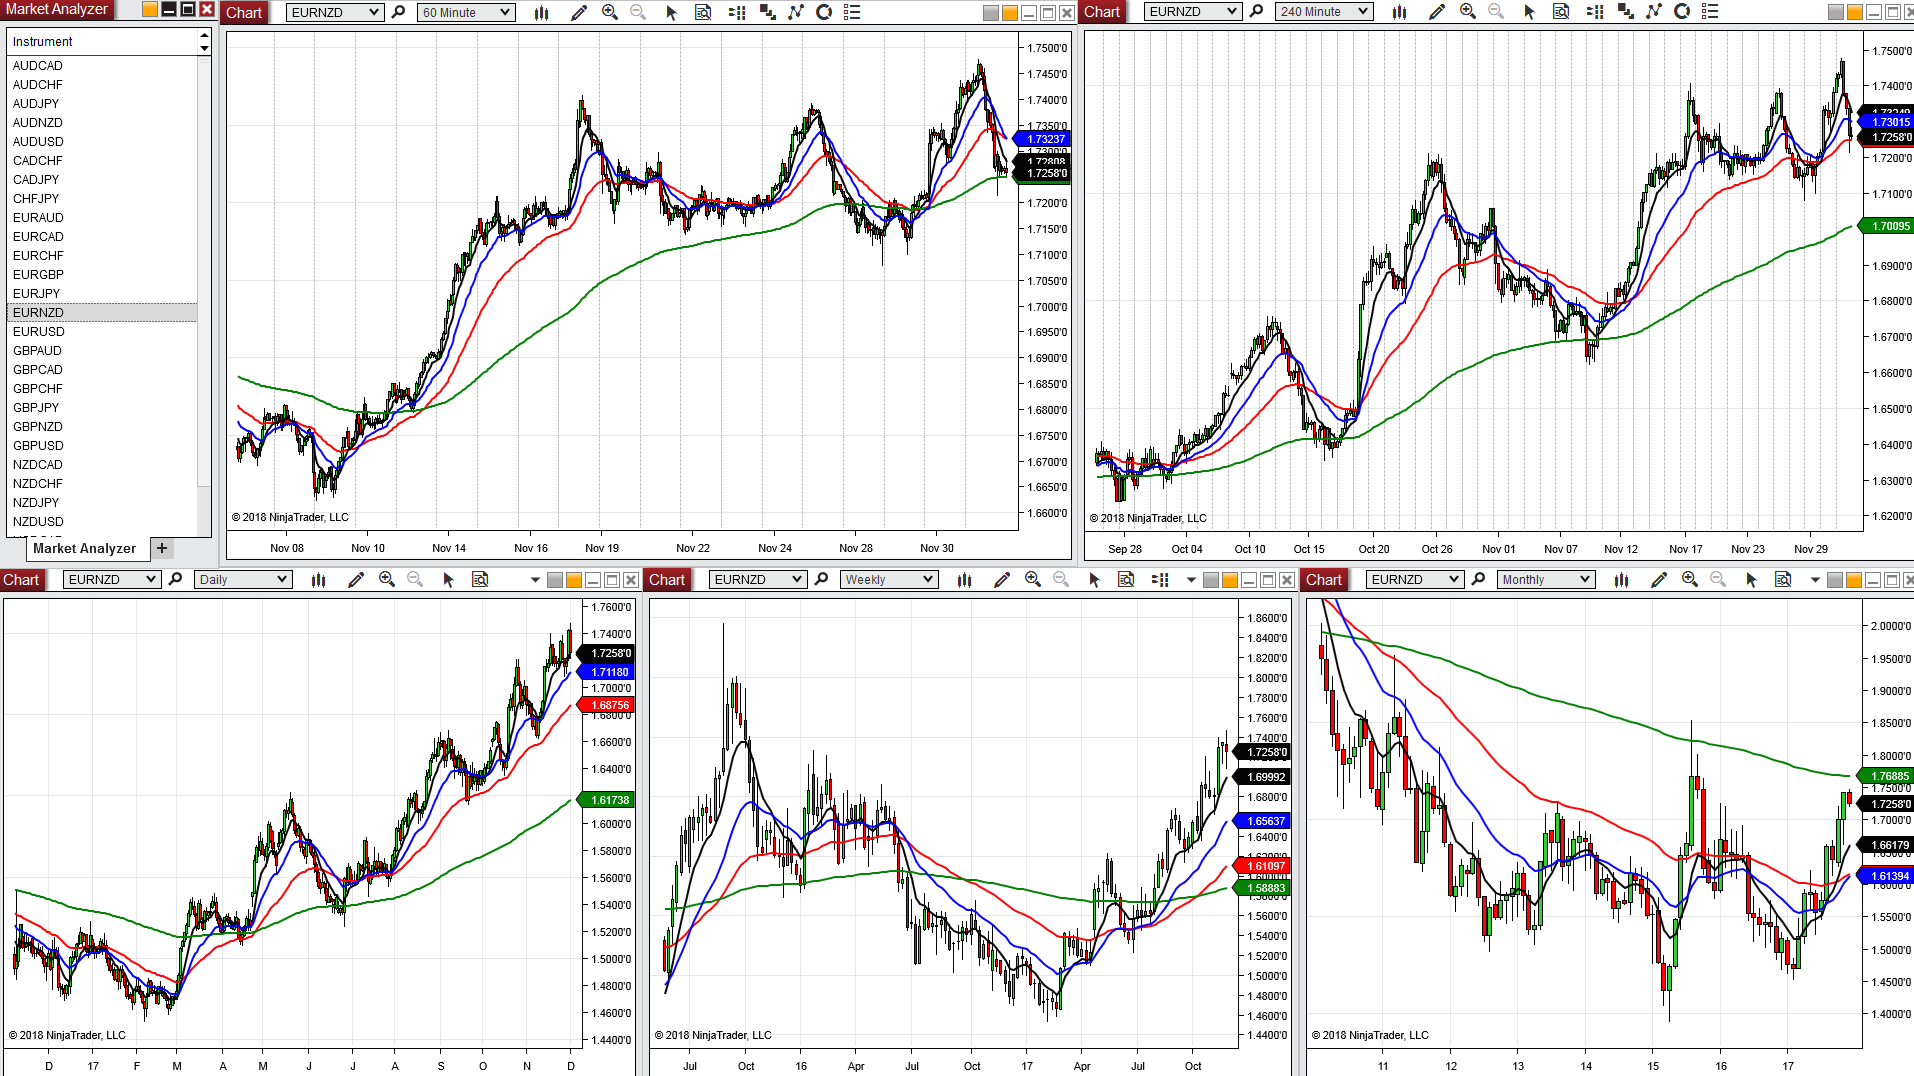 Market Analyzer
Instrument
AUDCAD
AUDCHF
AUDJPY
AUDNZD
AUDUSD
CADCHF
CADJPY
CHFJPY
EURAUD
EURCAD
EURCHF
EURGBP
EURJPY
EURNZD
EURUSD
GBPAUD
GBPCAD
GBPCHF
GBPJPY
GBPNZD
GBPUSD
NZDCAD
NZDCHF
NZDJPY
NZDUSD
Market Analyzer +
Chart EURNZD 60 Minute
1.7500'0
1.7450'0
1.7400'0
1.7350'0
1.73237
1.7300'0
1.72808
1.7258'0
1.7200'0
1.7150'0
1.7100'0
1.7050'0
1.7000'0
1.6950'0
1.6900'0
1.6850'0
1.6800'0
1.6750'0
1.6700'0
1.6650'0
1.6600'0
© 2018 NinjaTrader, LLC
Nov 08 Nov 10 Nov 14 Nov 16 Nov 19 Nov 22 Nov 24 Nov 28 Nov 30
Chart EURNZD 240 Minute
1.7500'0
1.7400'0
1.73015
1.7258'0
1.7200'0
1.7100'0
1.70095
1.6900'0
1.6800'0
1.6700'0
1.6600'0
1.6500'0
1.6400'0
1.6300'0
1.6200'0
© 2018 NinjaTrader, LLC
Sep 28 Oct 04 Oct 10 Oct 15 Oct 20 Oct 26 Nov 01 Nov 07 Nov 12 Nov 17 Nov 23 Nov 29
Chart EURNZD Daily
1.7600'0
1.7400'0
1.7258'0
1.71180
1.7000'0
1.68756
1.6800'0
1.6600'0
1.6400'0
1.61738
1.6000'0
1.5800'0
1.5600'0
1.5400'0
1.5200'0
1.5000'0
1.4800'0
1.4600'0
1.4400'0
© 2018 NinjaTrader, LLC
D 17 F M A M J J A S O N D
Chart EURNZD Weekly
1.8600'0
1.8400'0
1.8200'0
1.8000'0
1.7800'0
1.7600'0
1.7400'0
1.7258'0
1.69992
1.6800'0
1.65637
1.6400'0
1.61097
1.58883
1.5600'0
1.5400'0
1.5200'0
1.5000'0
1.4800'0
1.4600'0
1.4400'0
© 2018 NinjaTrader, LLC
Jul Oct 16 Apr Jul Oct 17 Apr Jul Oct
Chart EURNZD Monthly
2.0000'0
1.9500'0
1.9000'0
1.8500'0
1.8000'0
1.76885
1.7500'0
1.7258'0
1.7000'0
1.66179
1.61394
1.5500'0
1.5000'0
1.4500'0
1.4000'0
© 2018 NinjaTrader, LLC
11 12 13 14 15 16 17